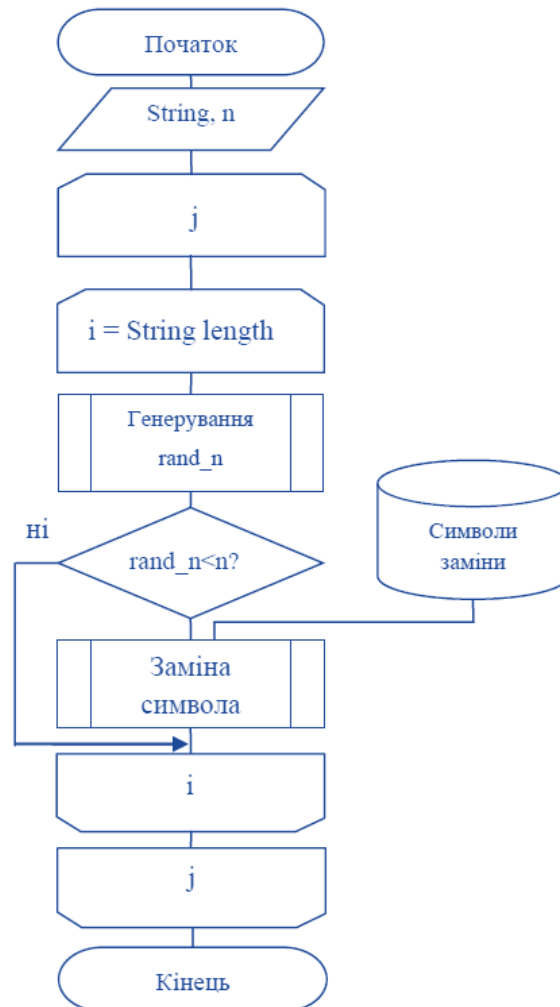 Початок
String, n
j
i = String length
Генерування
rand_n
ні
rand_n<n?
Символи
заміни
Заміна
символа
i
j
Кінець